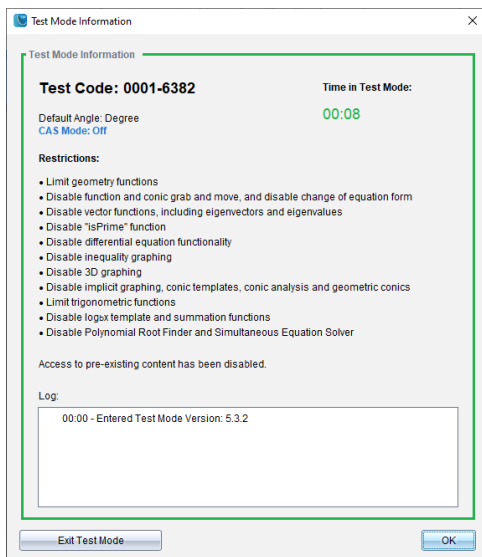 Test Mode Information
Test Mode Information
Test Code: 0001-6382
Time in Test Mode:
00:08
Default Angle: Degree
CAS Mode: Off
Restrictions:
• Limit geometry functions
• Disable function and conic grab and move, and disable change of equation form
• Disable vector functions, including eigenvectors and eigenvalues
• Disable "isPrime" function
• Disable differential equation functionality
• Disable inequality graphing
• Disable 3D graphing
• Disable implicit graphing, conic templates, conic analysis and geometric conics
• Limit trigonometric functions
• Disable logbx template and summation functions
• Disable Polynomial Root Finder and Simultaneous Equation Solver
Access to pre-existing content has been disabled.
Log:
00:00 - Entered Test Mode Version: 5.3.2
Exit Test Mode
OK